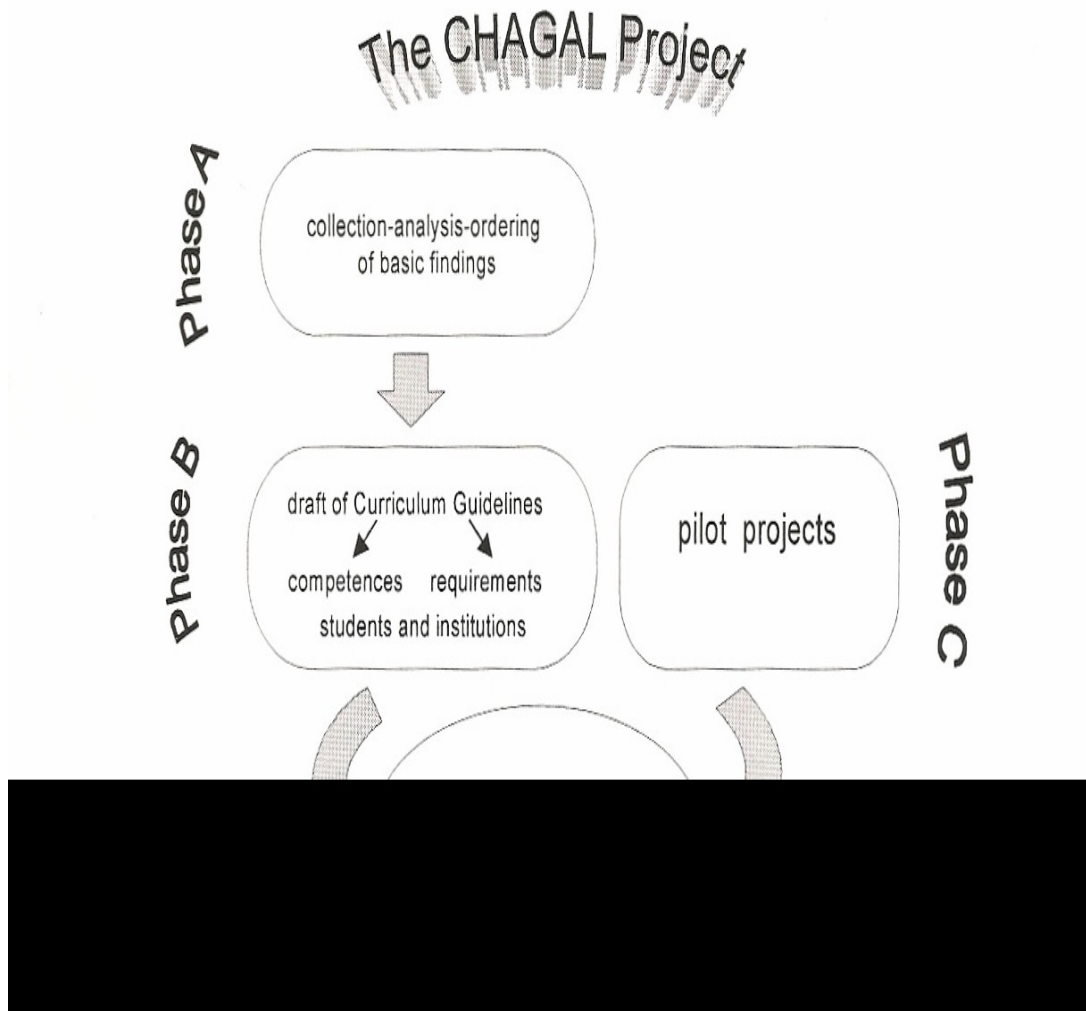 The CHAGAL Project
Phase A
collection-analysis-ordering
of basic findings
Phase B
draft of Curriculum Guidelines
competences requirements
students and institutions
pilot projects
Phase C